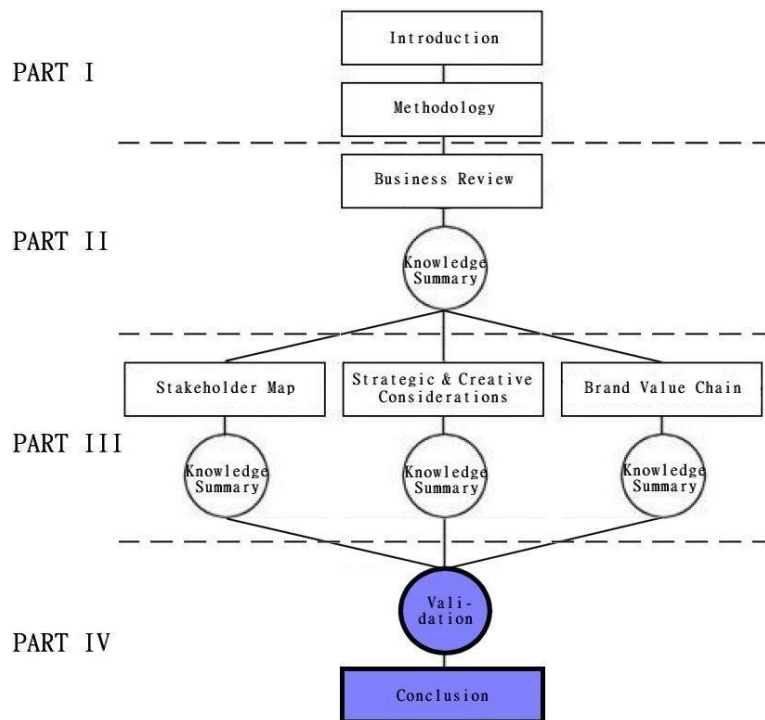 Introduction
PART I
Methodology
Business Review
PART II
Knowledge
Summary
Stakeholder Map
Strategic & Creative
Considerations
Brand Value Chain
PART III
Knowledge
Summary
Knowledge
Summary
Knowledge
Summary
Vali-
dation
PART IV
Conclusion